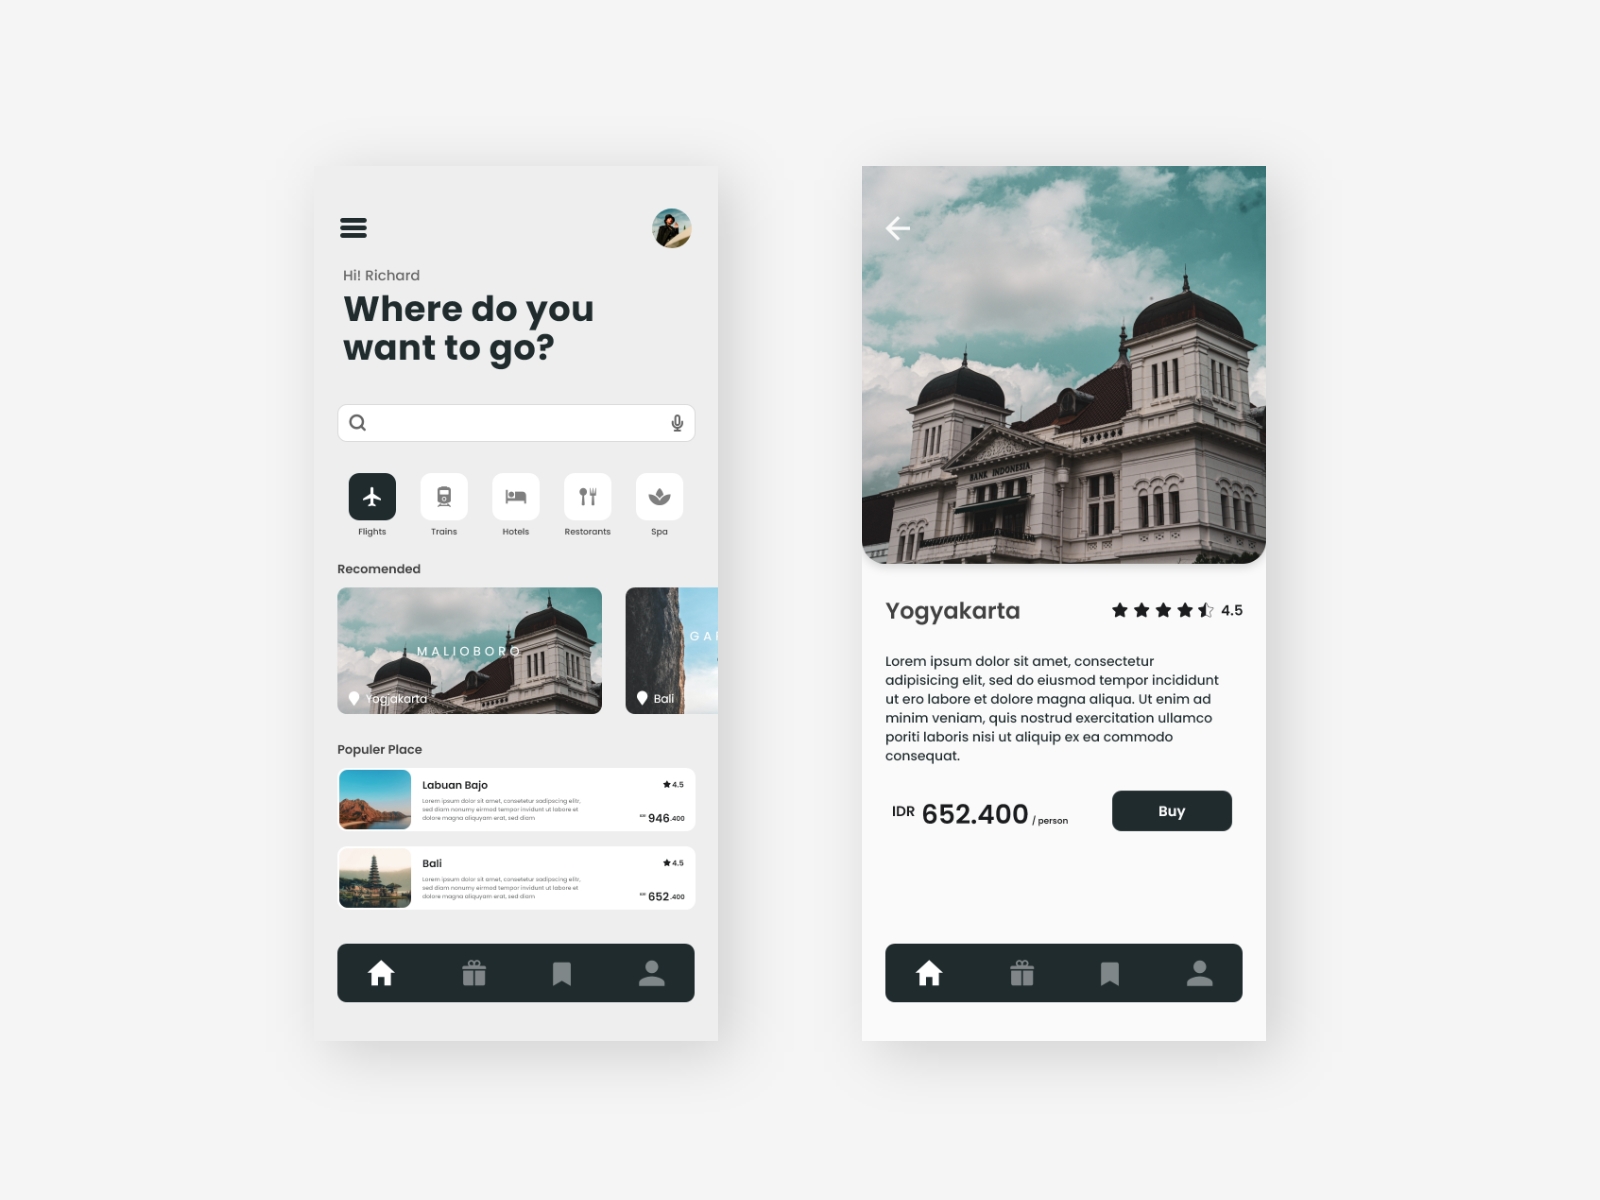 Hi! Richard
Where do you
want to go?
Flights
Trains
Hotels
Restorants
Spa
Recomended
MALIOBORO
Yogjakarta
GA
Bali
Populer Place
Labuan Bajo
4.5
Lorem ipsum dolor sit amet, consetetur sadipscing elitr,
sed diam nonumy eirmod tempor invidunt ut labore et
dolore magna aliquyam erat, sed diam
946.400
Bali
4.5
Lorem ipsum dolor sit amet, consetetur sadipscing elitr,
sed diam nonumy eirmod tempor invidunt ut labore et
dolore magna aliquyam erat, sed diam
652.400
BANK INDONESIA
Yogyakarta
4.5
Lorem ipsum dolor sit amet, consectetur
adipisicing elit, sed do eiusmod tempor incididunt
ut ero labore et dolore magna aliqua. Ut enim ad
minim veniam, quis nostrud exercitation ullamco
poriti laboris nisi ut aliquip ex ea commodo
consequat.
IDR 652.400 / person
Buy